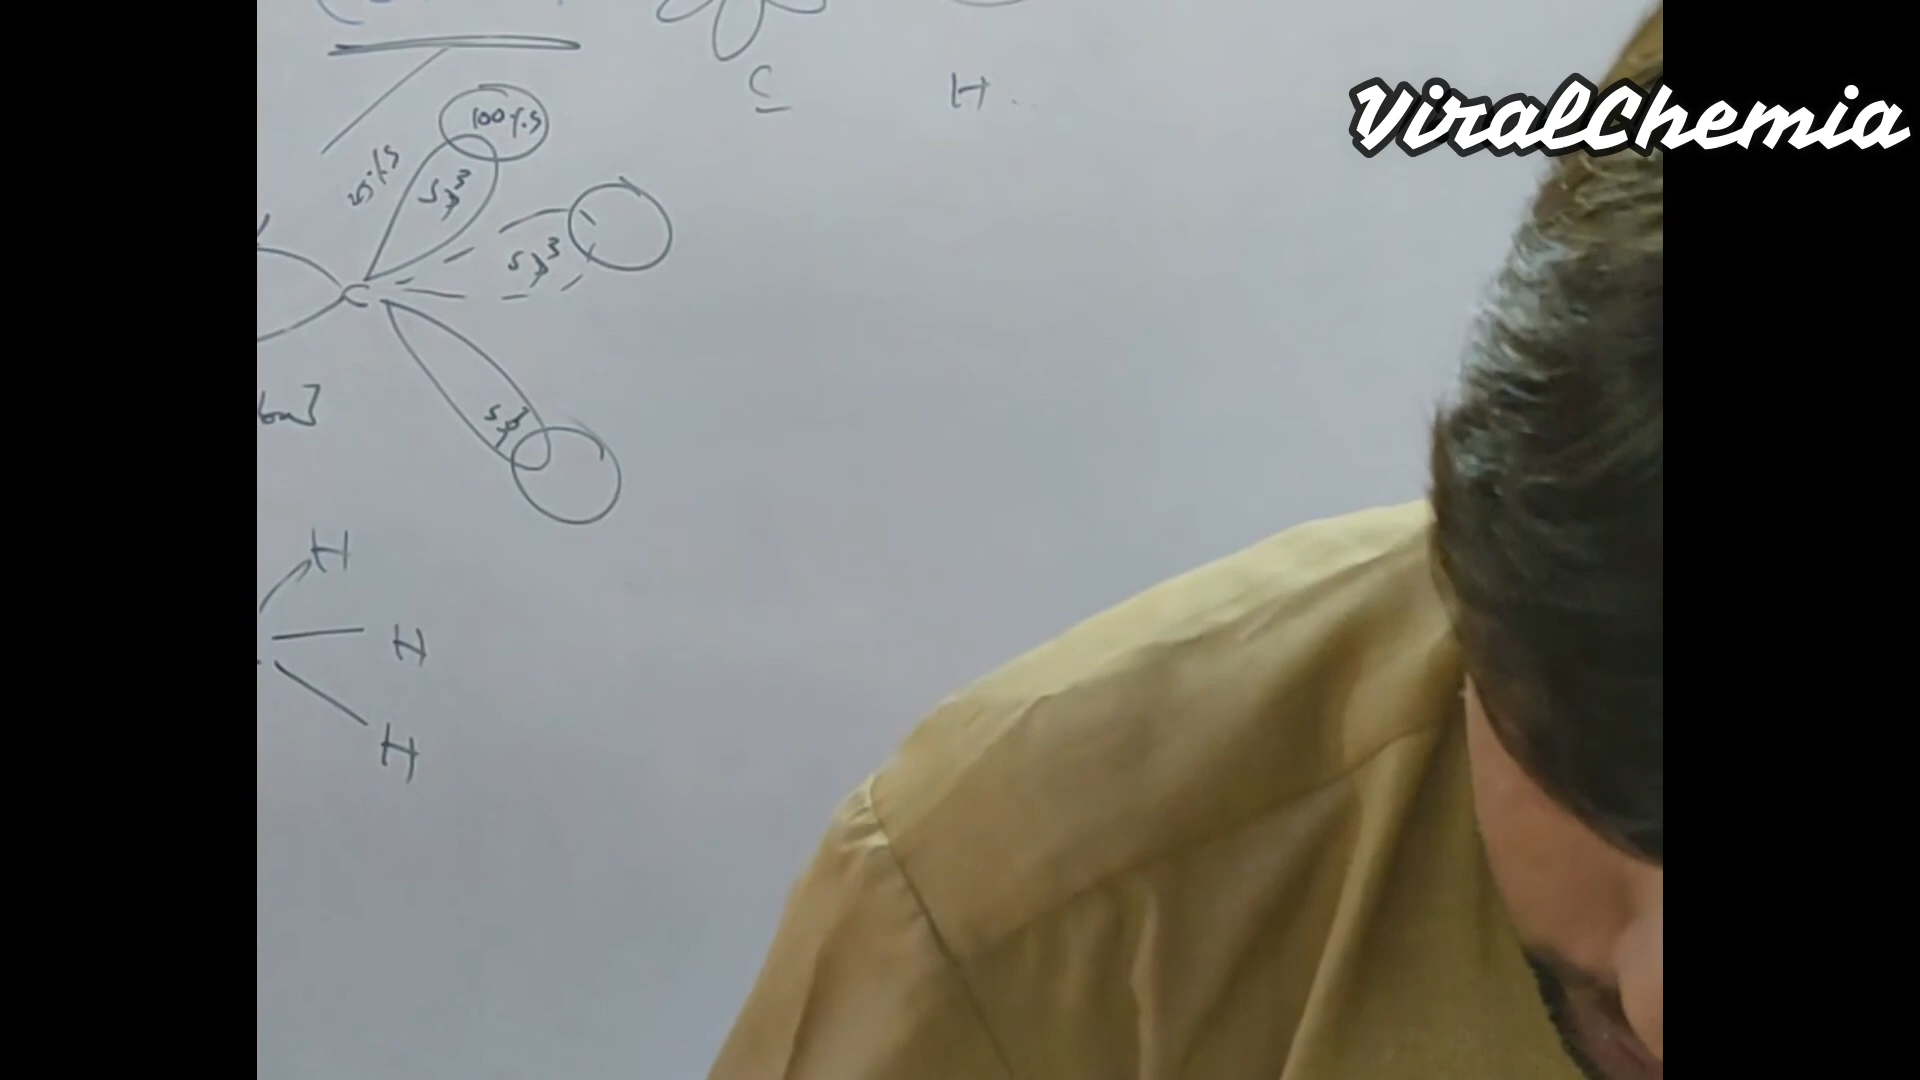 C H
ViralChemia
100%s
25%s
sp³
sp³
C
sp³
H
H
H